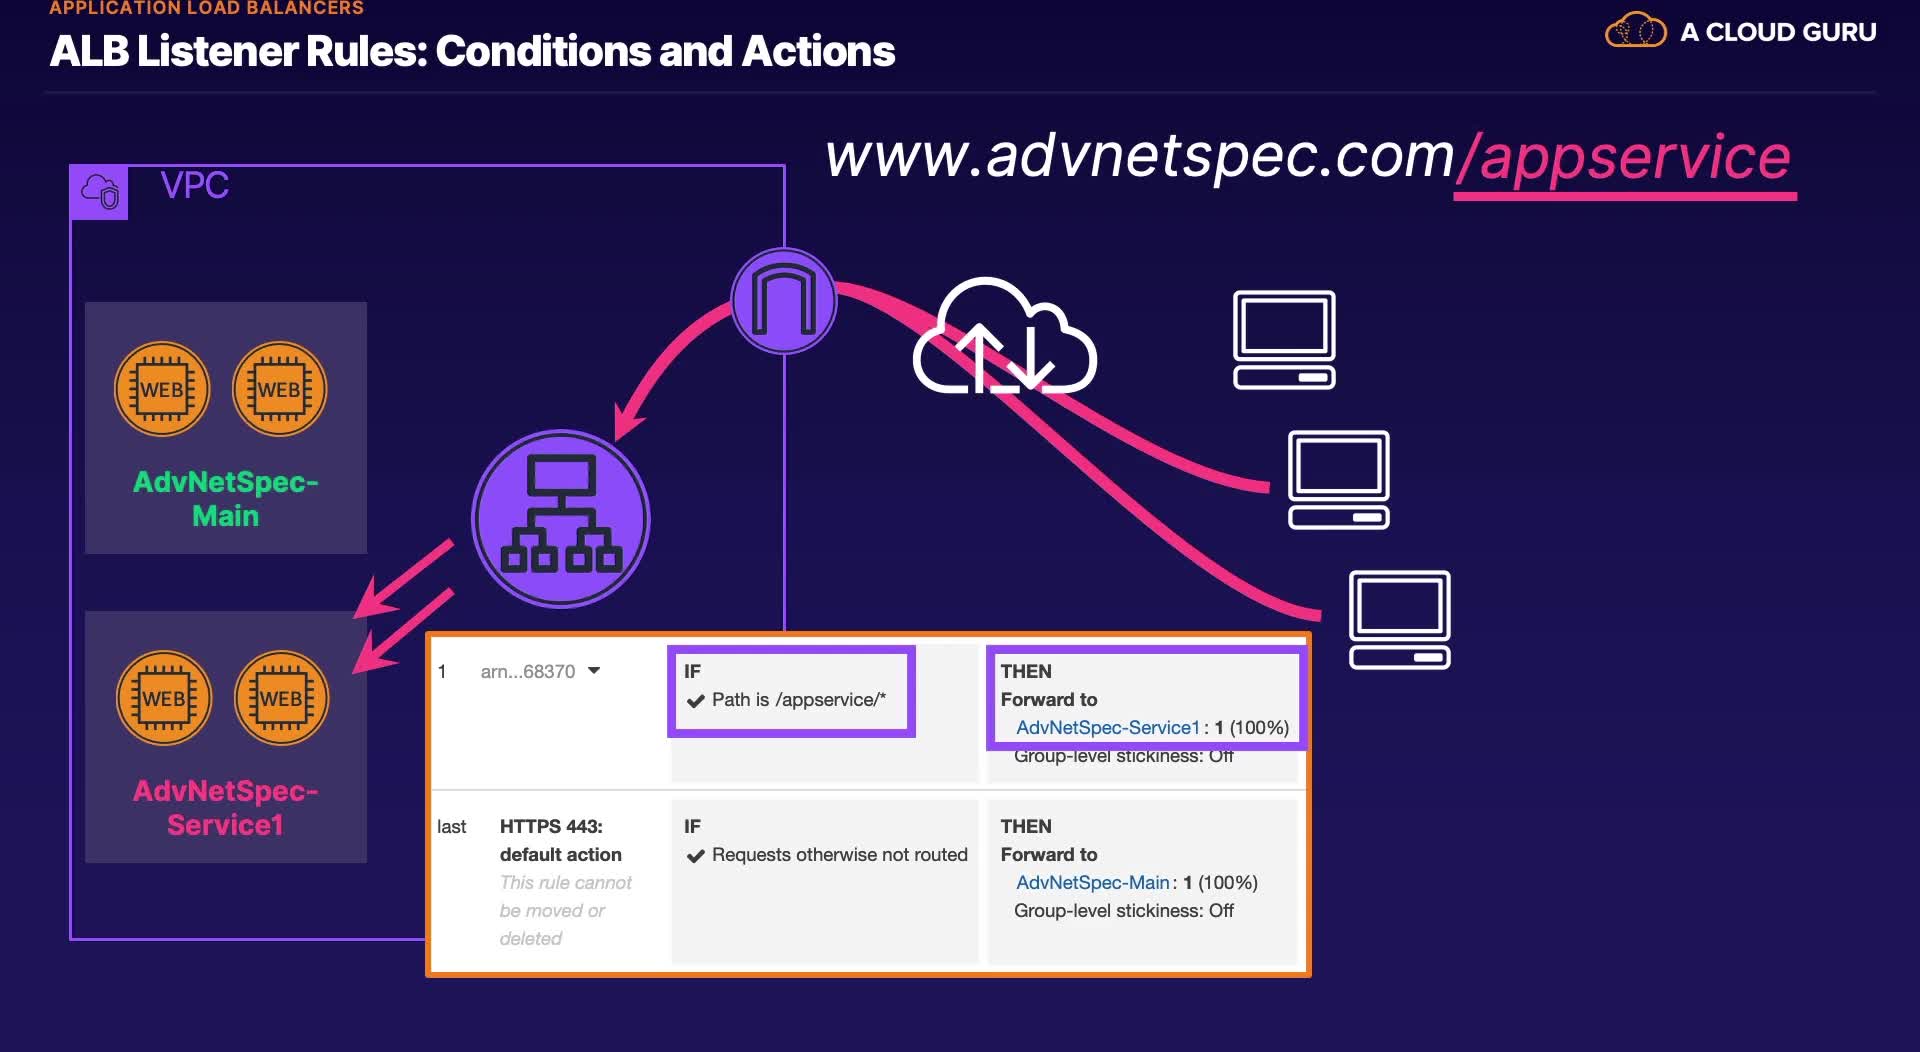 APPLICATION LOAD BALANCERS
ALB Listener Rules: Conditions and Actions
A CLOUD GURU
www.advnetspec.com/appservice
VPC
WEB WEB
AdvNetSpec-
Main
WEB WEB
AdvNetSpec-
Service1
1 arn...68370
IF
Path is /appservice/*
THEN
Forward to
AdvNetSpec-Service1: 1 (100%)
Group-level stickiness: Off
last
HTTPS 443:
default action
This rule cannot
be moved or
deleted
IF
Requests otherwise not routed
THEN
Forward to
AdvNetSpec-Main: 1 (100%)
Group-level stickiness: Off